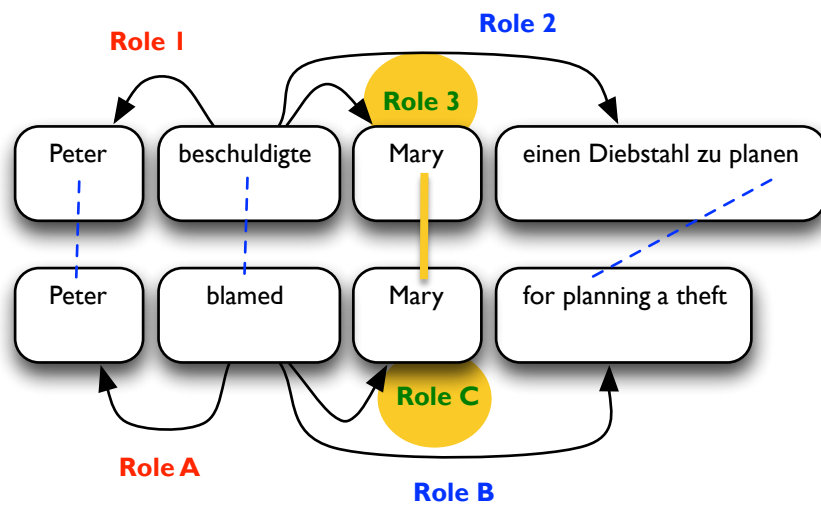 Role 2
Role 1
Role 3
Peter beschuldigte Mary einen Diebstahl zu planen
Peter blamed Mary for planning a theft
Role C
Role A
Role B